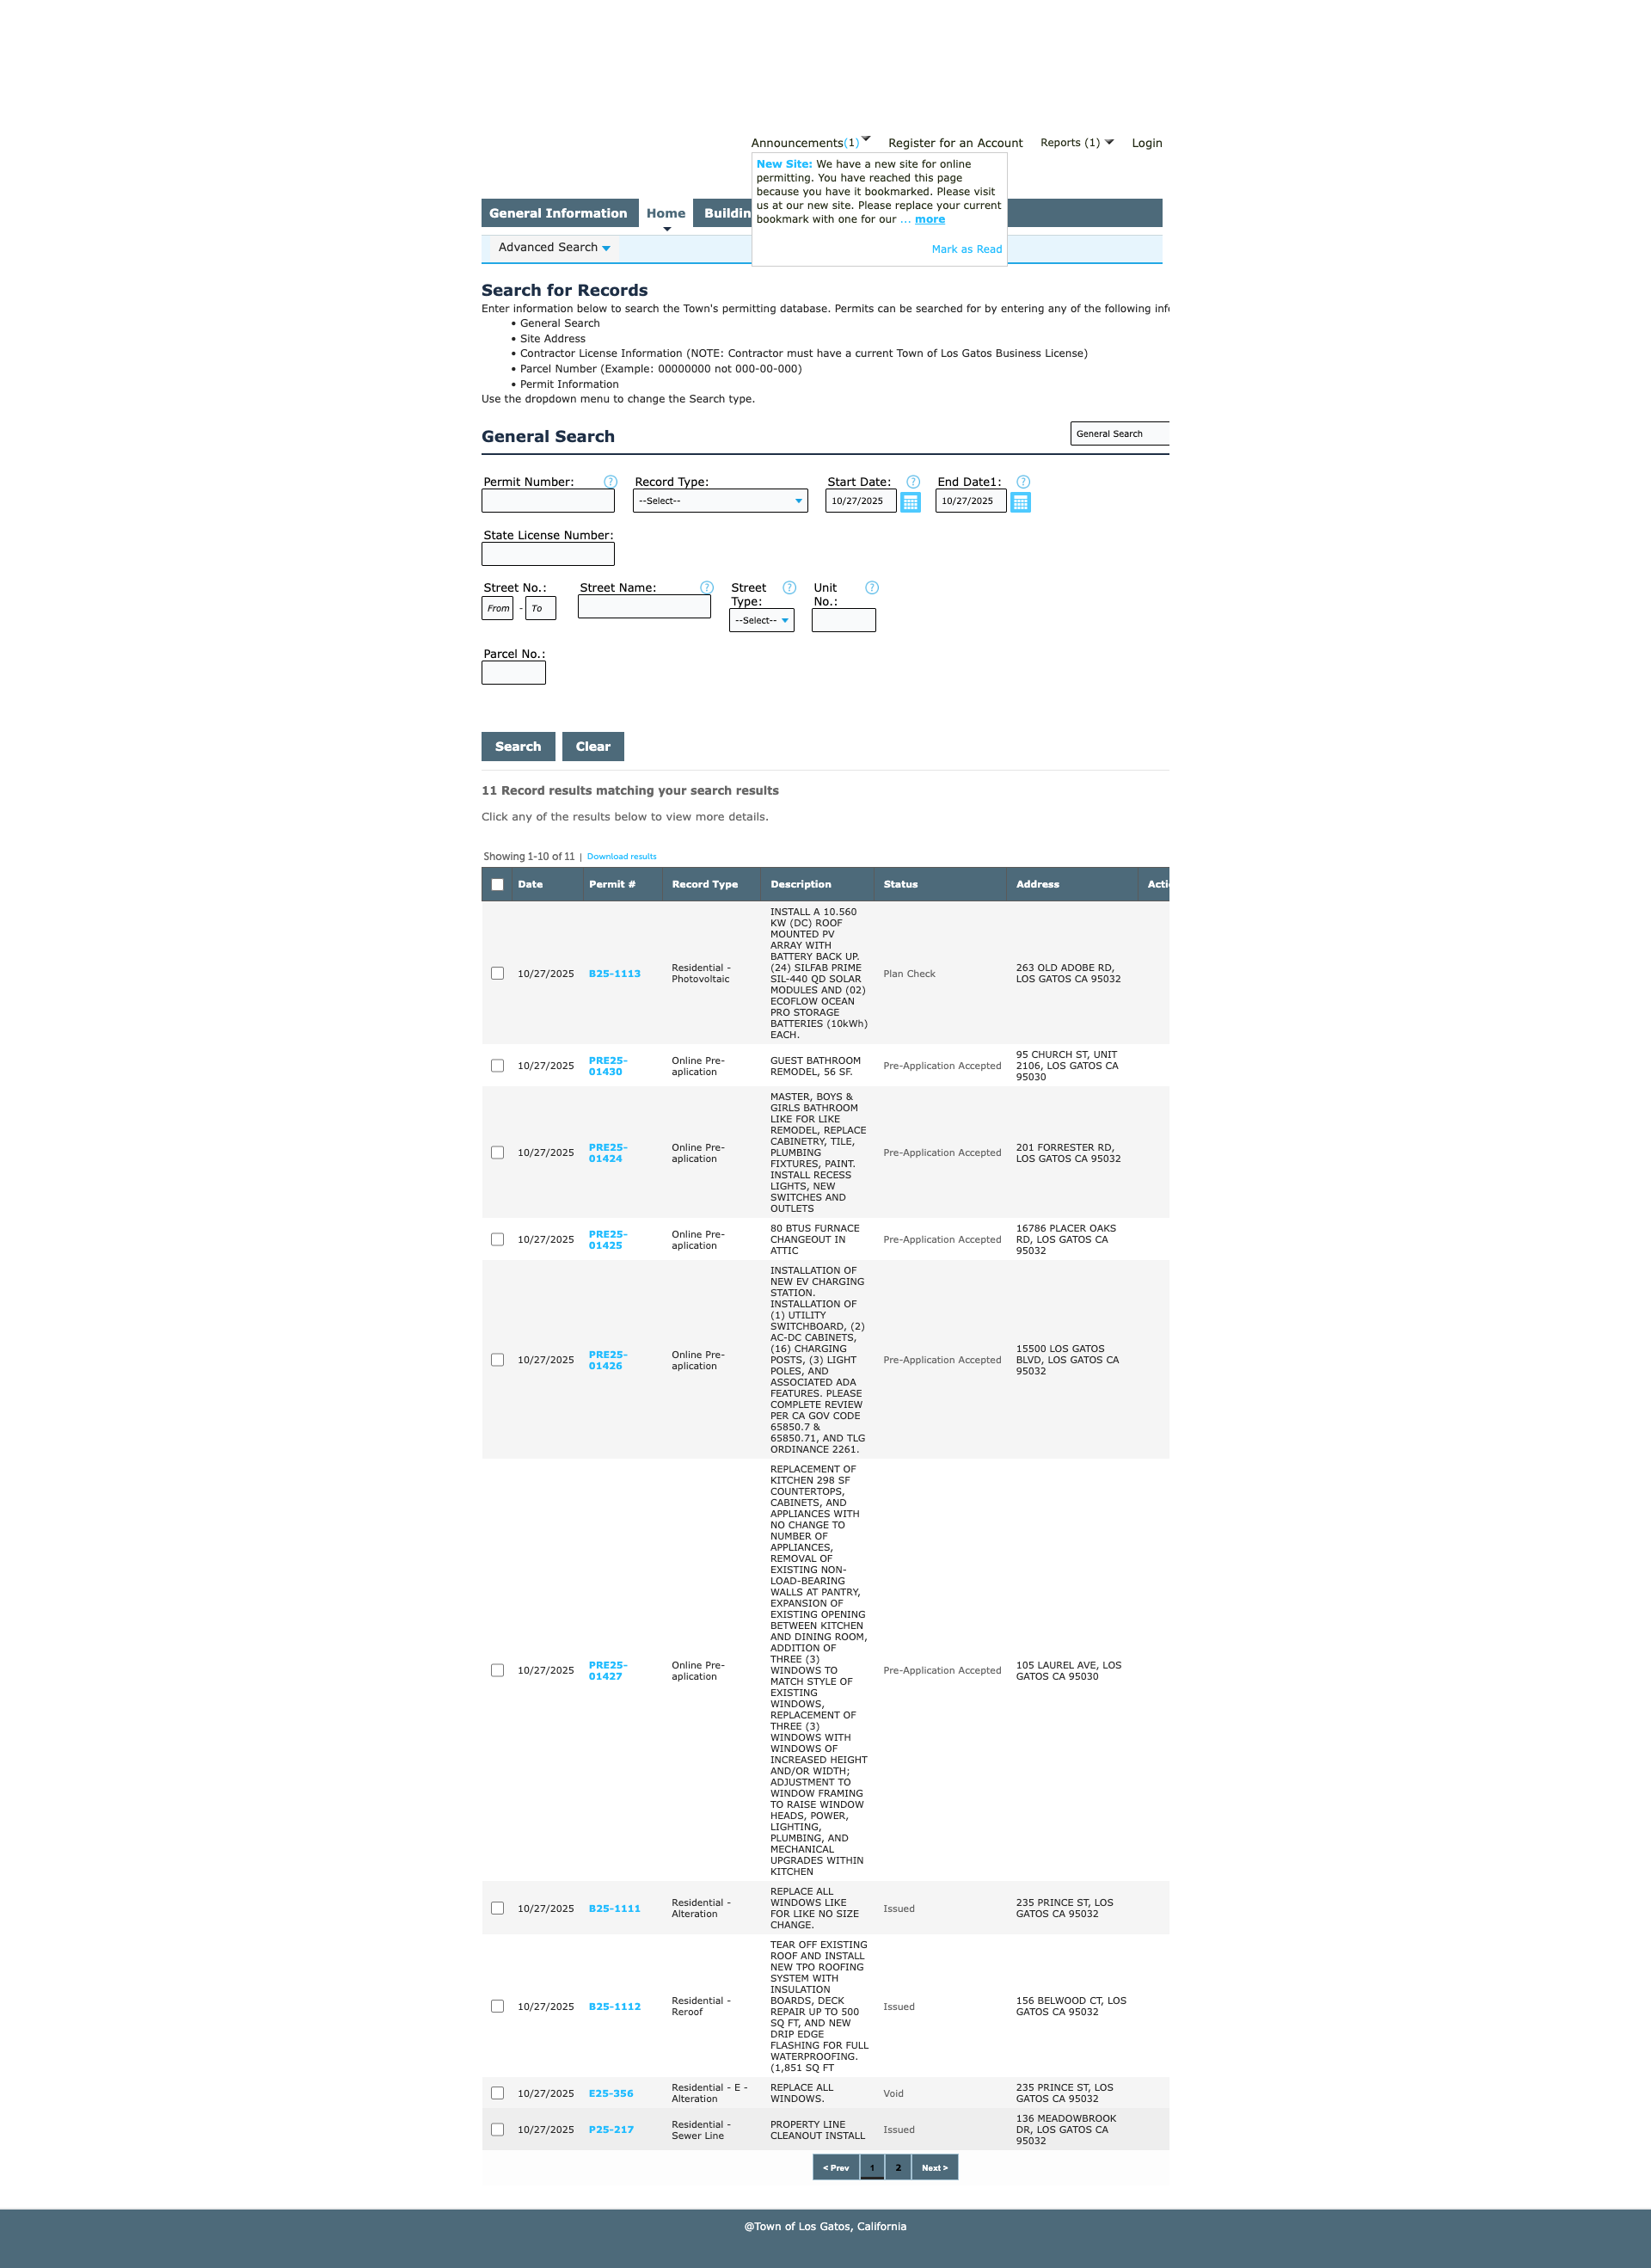 Announcements(1) Register for an Account Reports (1) Login
New Site: We have a new site for online
permitting. You have reached this page
because you have it bookmarked. Please visit
us at our new site. Please replace your current
bookmark with one for our ... more
Mark as Read
General Information Home Buildin
Advanced Search
Search for Records
Enter information below to search the Town's permitting database. Permits can be searched for by entering any of the following inf
• General Search
• Site Address
• Contractor License Information (NOTE: Contractor must have a current Town of Los Gatos Business License)
• Parcel Number (Example: 00000000 not 000-00-000)
• Permit Information
Use the dropdown menu to change the Search type.
General Search
General Search
Permit Number: ? Record Type: Start Date: ? End Date1: ?
--Select-- 10/27/2025 10/27/2025
State License Number:
Street No.: Street Name: ? Street Type: ? Unit No.: ?
From - To --Select--
Parcel No.:
Search Clear
11 Record results matching your search results
Click any of the results below to view more details.
Showing 1-10 of 11 | Download results
Date Permit # Record Type Description Status Address Acti
10/27/2025 B25-1113
Residential -
Photovoltaic
INSTALL A 10.560
KW (DC) ROOF
MOUNTED PV
ARRAY WITH
BATTERY BACK UP.
(24) SILFAB PRIME
SIL-440 QD SOLAR
MODULES AND (02)
ECOFLOW OCEAN
PRO STORAGE
BATTERIES (10kWh)
EACH.
Plan Check
263 OLD ADOBE RD,
LOS GATOS CA 95032
10/27/2025
PRE25-
01430
Online Pre-
aplication
GUEST BATHROOM
REMODEL, 56 SF.
Pre-Application Accepted
95 CHURCH ST, UNIT
2106, LOS GATOS CA
95030
10/27/2025
PRE25-
01424
Online Pre-
aplication
MASTER, BOYS &
GIRLS BATHROOM
LIKE FOR LIKE
REMODEL, REPLACE
CABINETRY, TILE,
PLUMBING
FIXTURES, PAINT.
INSTALL RECESS
LIGHTS, NEW
SWITCHES AND
OUTLETS
Pre-Application Accepted
201 FORRESTER RD,
LOS GATOS CA 95032
10/27/2025
PRE25-
01425
Online Pre-
aplication
80 BTUS FURNACE
CHANGEOUT IN
ATTIC
Pre-Application Accepted
16786 PLACER OAKS
RD, LOS GATOS CA
95032
10/27/2025
PRE25-
01426
Online Pre-
aplication
INSTALLATION OF
NEW EV CHARGING
STATION.
INSTALLATION OF
(1) UTILITY
SWITCHBOARD, (2)
AC-DC CABINETS,
(16) CHARGING
POSTS, (3) LIGHT
POLES, AND
ASSOCIATED ADA
FEATURES. PLEASE
COMPLETE REVIEW
PER CA GOV CODE
65850.7 &
65850.71, AND TLG
ORDINANCE 2261.
Pre-Application Accepted
15500 LOS GATOS
BLVD, LOS GATOS CA
95032
10/27/2025
PRE25-
01427
Online Pre-
aplication
REPLACEMENT OF
KITCHEN 298 SF
COUNTERTOPS,
CABINETS, AND
APPLIANCES WITH
NO CHANGE TO
NUMBER OF
APPLIANCES,
REMOVAL OF
EXISTING NON-
LOAD-BEARING
WALLS AT PANTRY,
EXPANSION OF
EXISTING OPENING
BETWEEN KITCHEN
AND DINING ROOM,
ADDITION OF
THREE (3)
WINDOWS TO
MATCH STYLE OF
EXISTING
WINDOWS,
REPLACEMENT OF
THREE (3)
WINDOWS WITH
WINDOWS OF
INCREASED HEIGHT
AND/OR WIDTH;
ADJUSTMENT TO
WINDOW FRAMING
TO RAISE WINDOW
HEADS, POWER,
LIGHTING,
PLUMBING, AND
MECHANICAL
UPGRADES WITHIN
KITCHEN
Pre-Application Accepted
105 LAUREL AVE, LOS
GATOS CA 95030
10/27/2025 B25-1111
Residential -
Alteration
REPLACE ALL
WINDOWS LIKE
FOR LIKE NO SIZE
CHANGE.
Issued
235 PRINCE ST, LOS
GATOS CA 95032
10/27/2025 B25-1112
Residential -
Reroof
TEAR OFF EXISTING
ROOF AND INSTALL
NEW TPO ROOFING
SYSTEM WITH
INSULATION
BOARDS, DECK
REPAIR UP TO 500
SQ FT, AND NEW
DRIP EDGE
FLASHING FOR FULL
WATERPROOFING.
(1,851 SQ FT
Issued
156 BELWOOD CT, LOS
GATOS CA 95032
10/27/2025 E25-356
Residential - E -
Alteration
REPLACE ALL
WINDOWS.
Void
235 PRINCE ST, LOS
GATOS CA 95032
10/27/2025 P25-217
Residential -
Sewer Line
PROPERTY LINE
CLEANOUT INSTALL
Issued
136 MEADOWBROOK
DR, LOS GATOS CA
95032
< Prev 1 2 Next >
@Town of Los Gatos, California